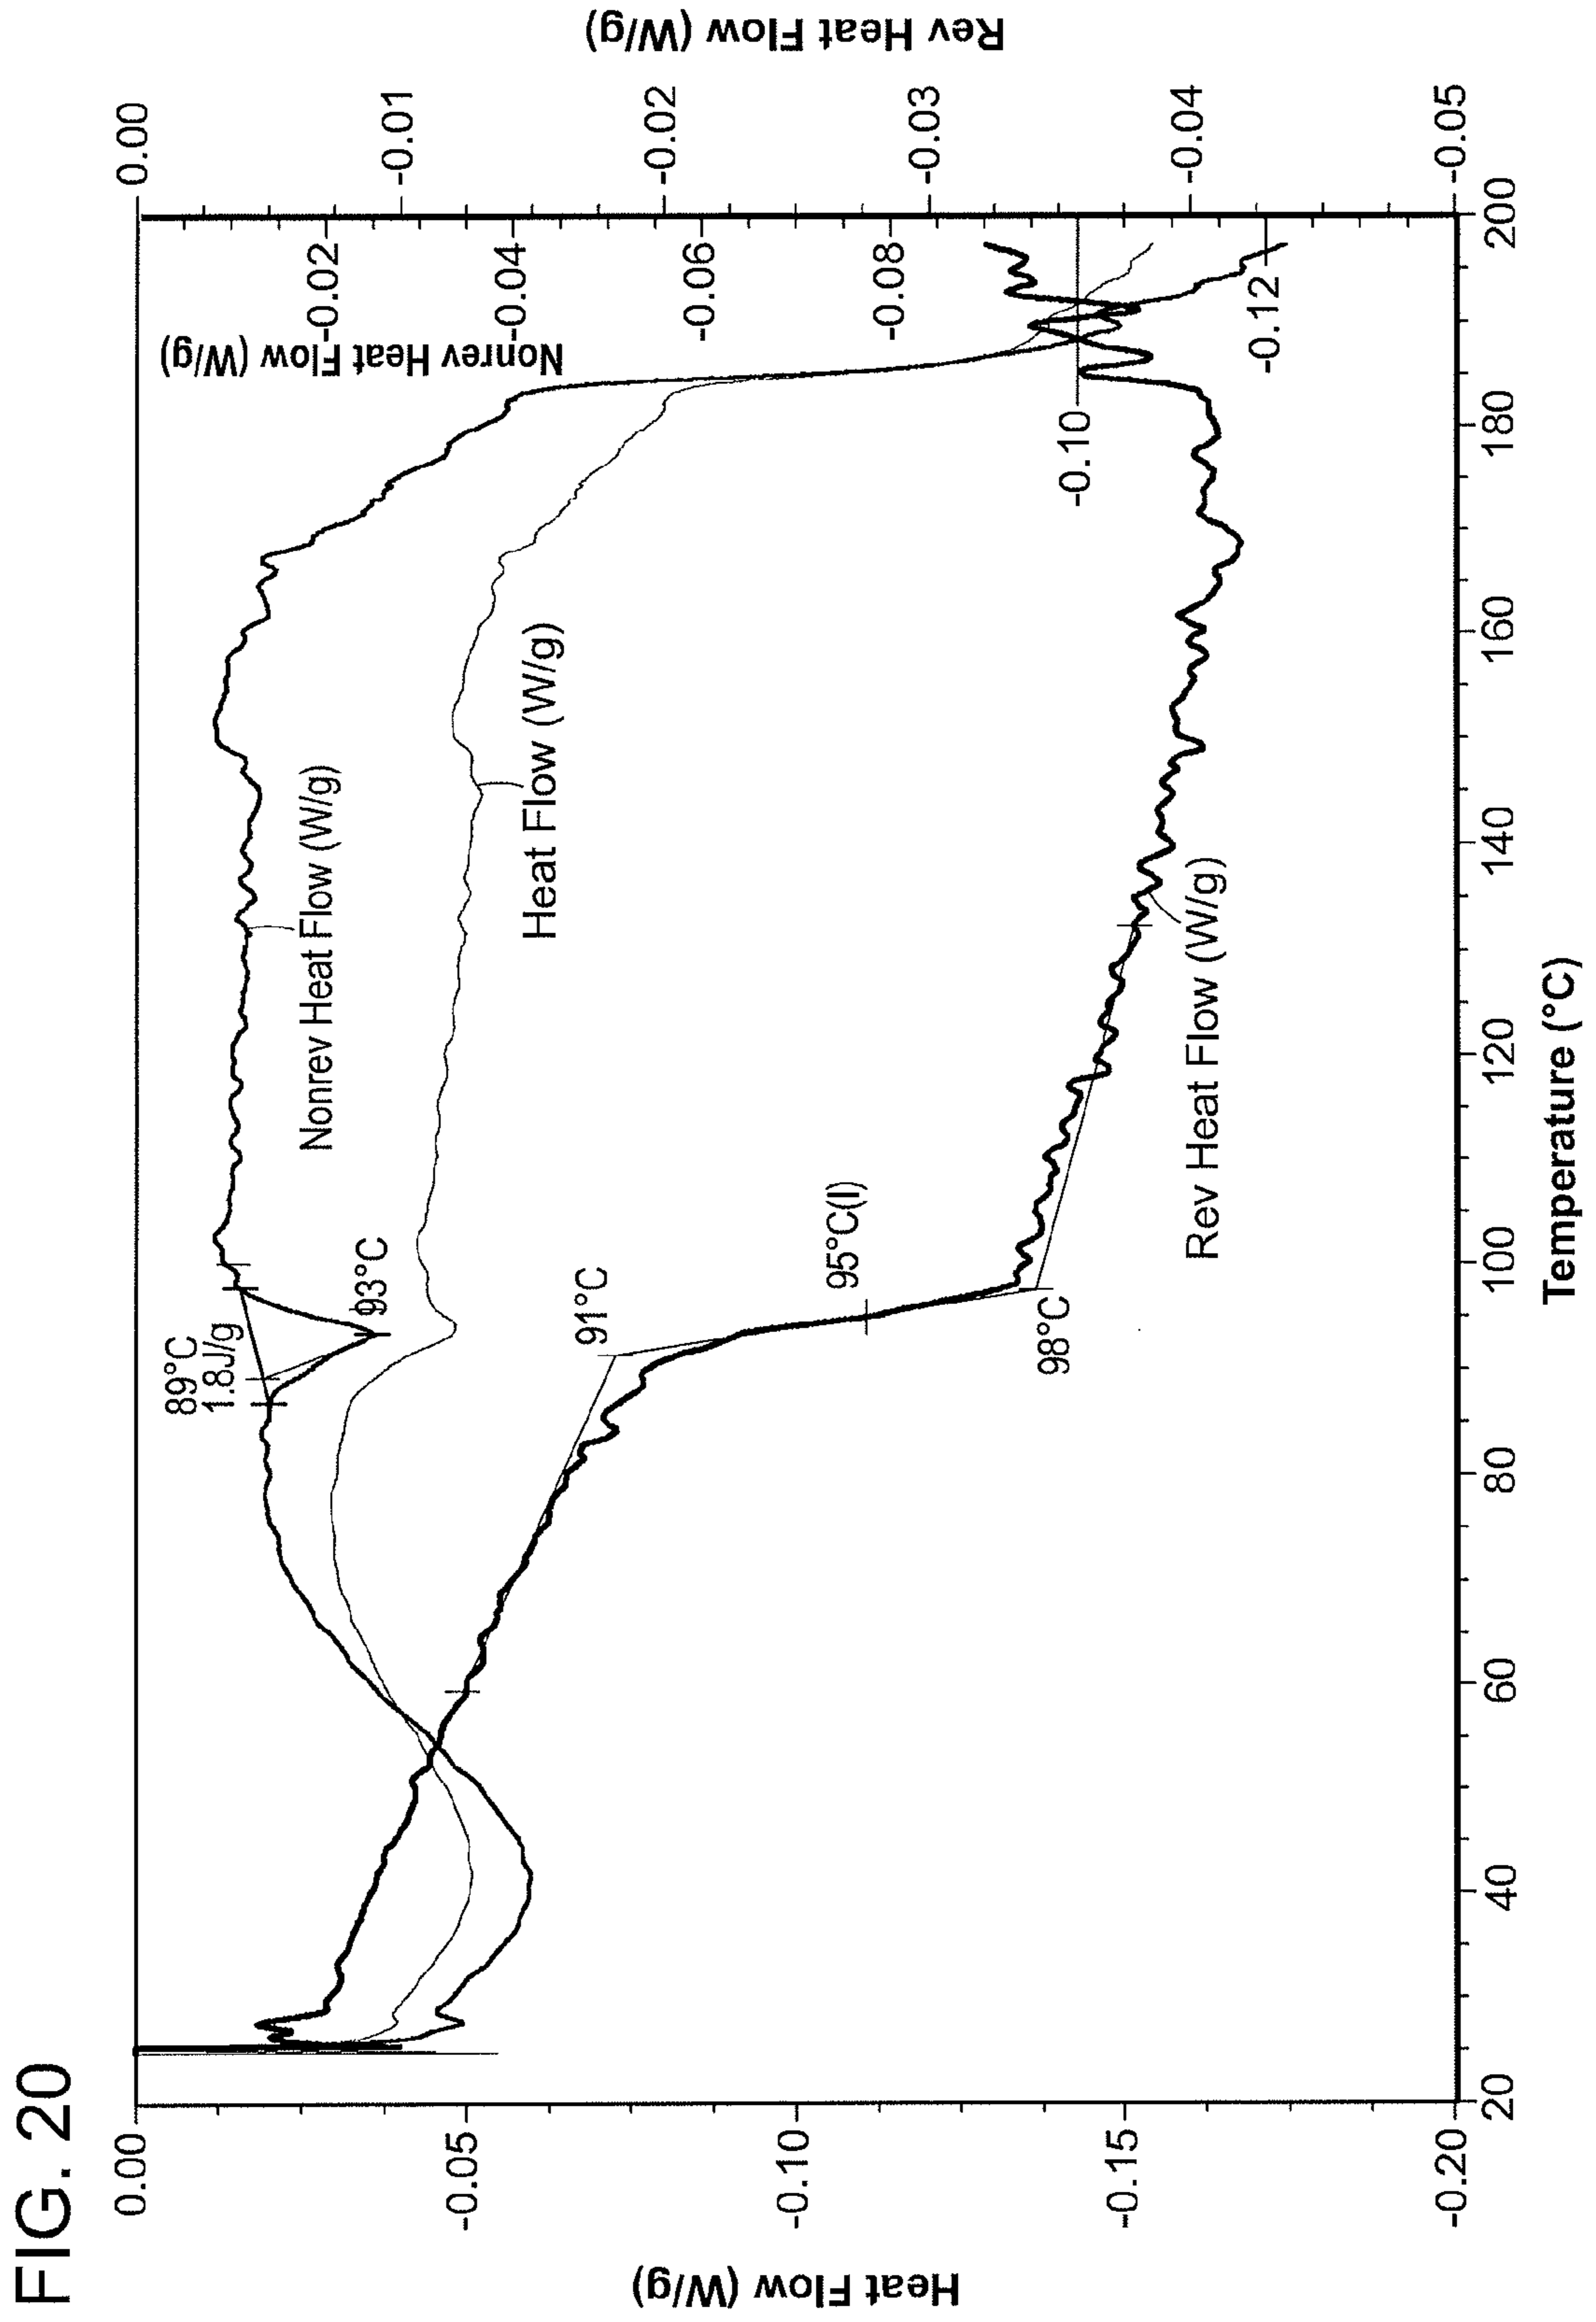 FIG. 20
Heat Flow (W/g)
0.00
-0.05
-0.10
-0.15
-0.20
Nonrev Heat Flow (W/g)
-0.02
-0.04
-0.06
-0.08
-0.10
-0.12
Rev Heat Flow (W/g)
0.00
-0.01
-0.02
-0.03
-0.04
-0.05
89°C
1.8J/g
93°C
Nonrev Heat Flow (W/g)
Heat Flow (W/g)
91°C
95°C(I)
98°C
Rev Heat Flow (W/g)
20
40
60
80
100
120
140
160
180
200
Temperature (°C)